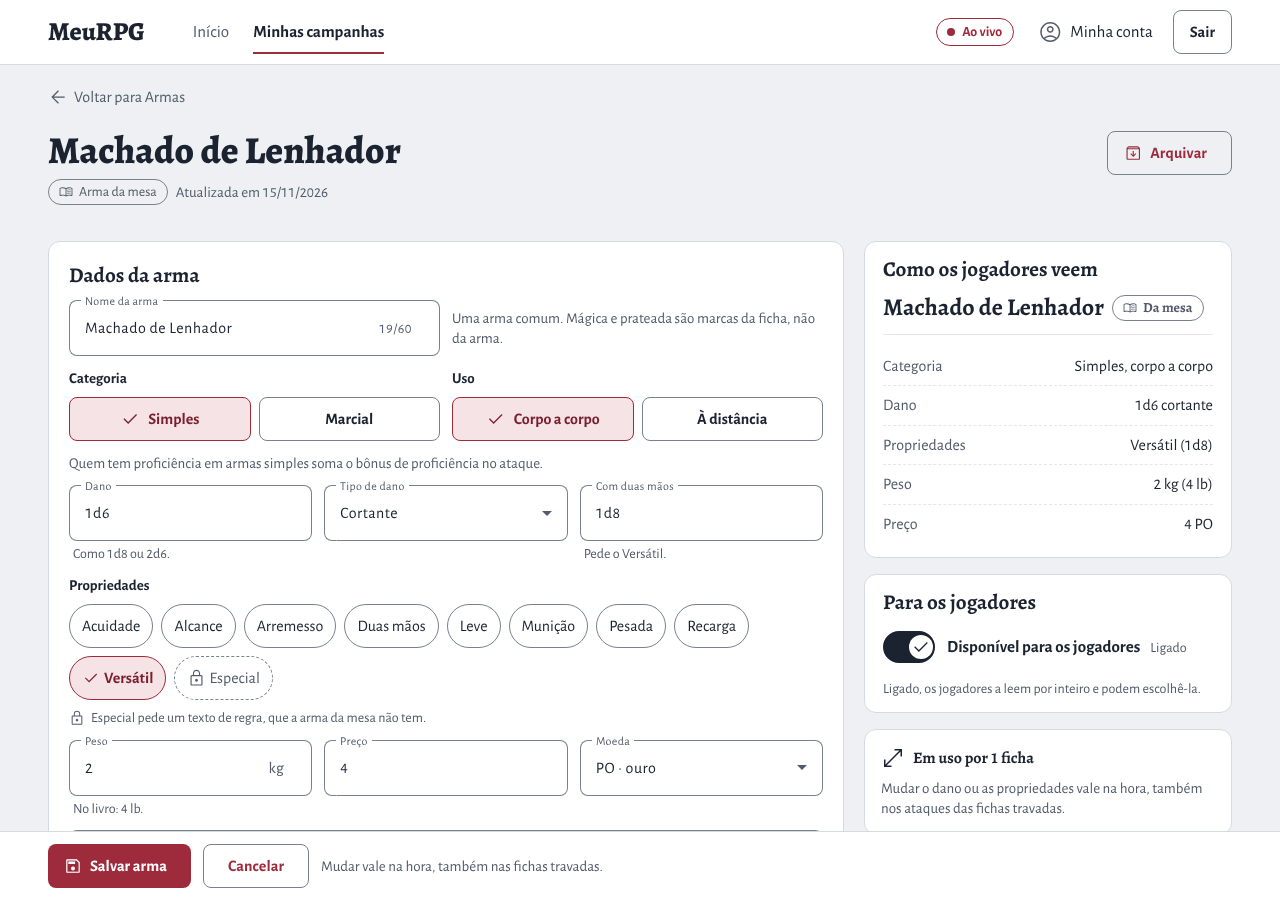 MeuRPG
Início
Minhas campanhas
Ao vivo
Minha conta
Sair
Voltar para Armas
Machado de Lenhador
Arquivar
Arma da mesa
Atualizada em 15/11/2026
Dados da arma
Nome da arma
Machado de Lenhador
19/60
Uma arma comum. Mágica e prateada são marcas da ficha, não
da arma.
Categoria
Uso
Simples
Marcial
Corpo a corpo
À distância
Quem tem proficiência em armas simples soma o bônus de proficiência no ataque.
Dano
1d6
Tipo de dano
Cortante
Com duas mãos
1d8
Como 1d8 ou 2d6.
Pede o Versátil.
Propriedades
Acuidade
Alcance
Arremesso
Duas mãos
Leve
Munição
Pesada
Recarga
Versátil
Especial
Especial pede um texto de regra, que a arma da mesa não tem.
Peso
2
kg
Preço
4
Moeda
PO · ouro
No livro: 4 lb.
Como os jogadores veem
Machado de Lenhador
Da mesa
Categoria
Simples, corpo a corpo
Dano
1d6 cortante
Propriedades
Versátil (1d8)
Peso
2 kg (4 lb)
Preço
4 PO
Para os jogadores
Disponível para os jogadores
Ligado
Ligado, os jogadores a leem por inteiro e podem escolhê-la.
Em uso por 1 ficha
Mudar o dano ou as propriedades vale na hora, também
nos ataques das fichas travadas.
Salvar arma
Cancelar
Mudar vale na hora, também nas fichas travadas.